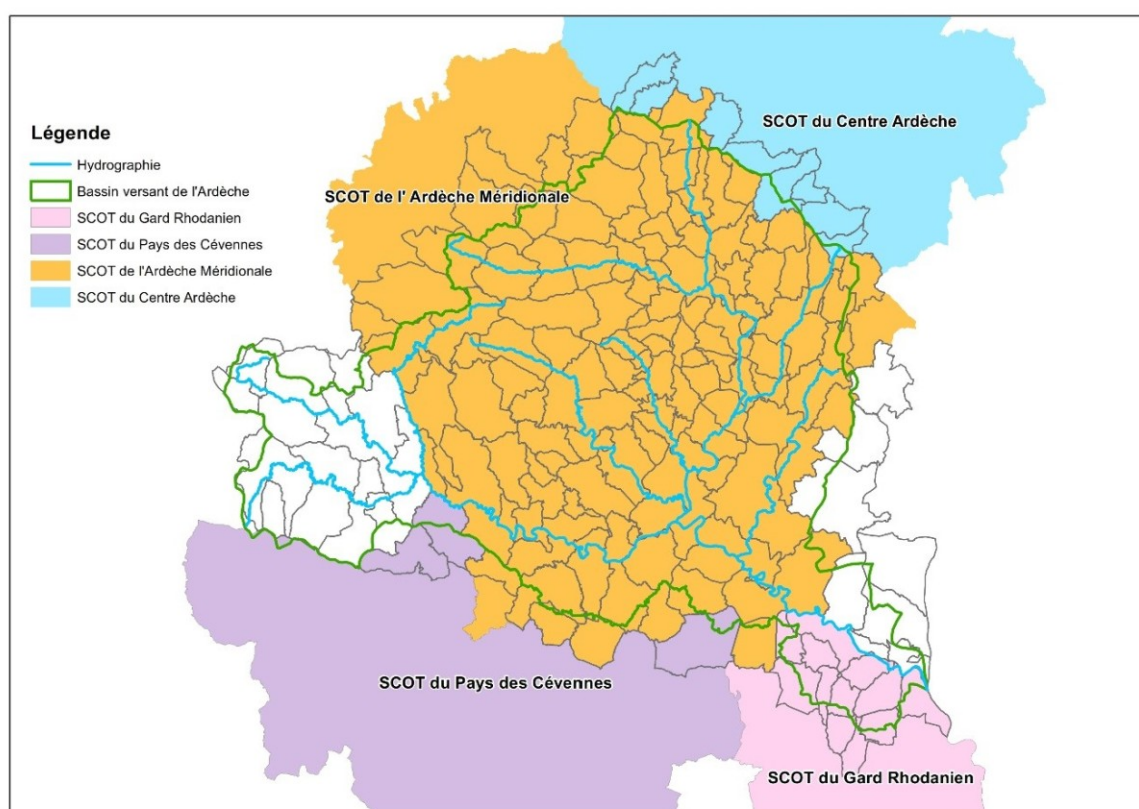 Légende
Hydrographie
Bassin versant de l'Ardèche
SCOT du Gard Rhodanien
SCOT du Pays des Cévennes
SCOT de l'Ardèche Méridionale
SCOT du Centre Ardèche
SCOT du Centre Ardèche
SCOT de l' Ardèche Méridionale
SCOT du Pays des Cévennes
SCOT du Gard Rhodanien